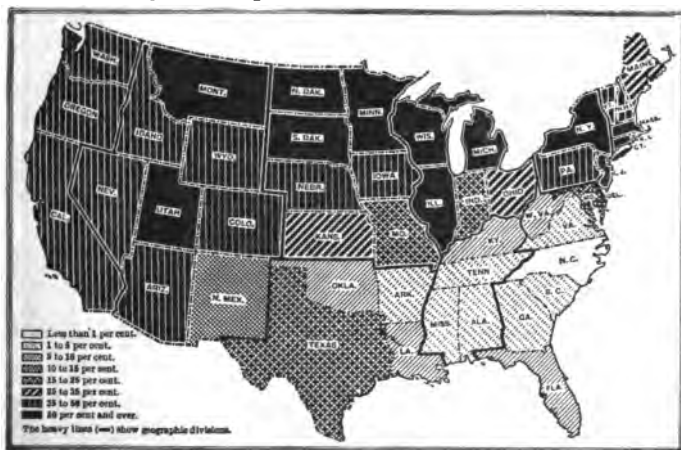 WASH.
MONT.
N. DAK.
MINN.
MAINE
OREGON
IDAHO
S. DAK.
WIS.
MICH.
N.Y.
WYO.
NEBR.
IOWA
PA.
NEV.
UTAH
COLO.
ILL.
IND.
OHIO
CAL.
KANS.
MO.
W. VA.
VA.
KY.
ARIZ.
N. MEX.
OKLA.
ARK.
TENN
N.C.
S.C.
TEXAS
LA.
MISS.
ALA.
GA.
FLA.
Less than 1 per cent.
1 to 5 per cent.
5 to 10 per cent.
10 to 15 per cent.
15 to 25 per cent.
25 to 35 per cent.
35 to 50 per cent.
50 per cent and over.
The heavy lines (━) show geographic divisions.